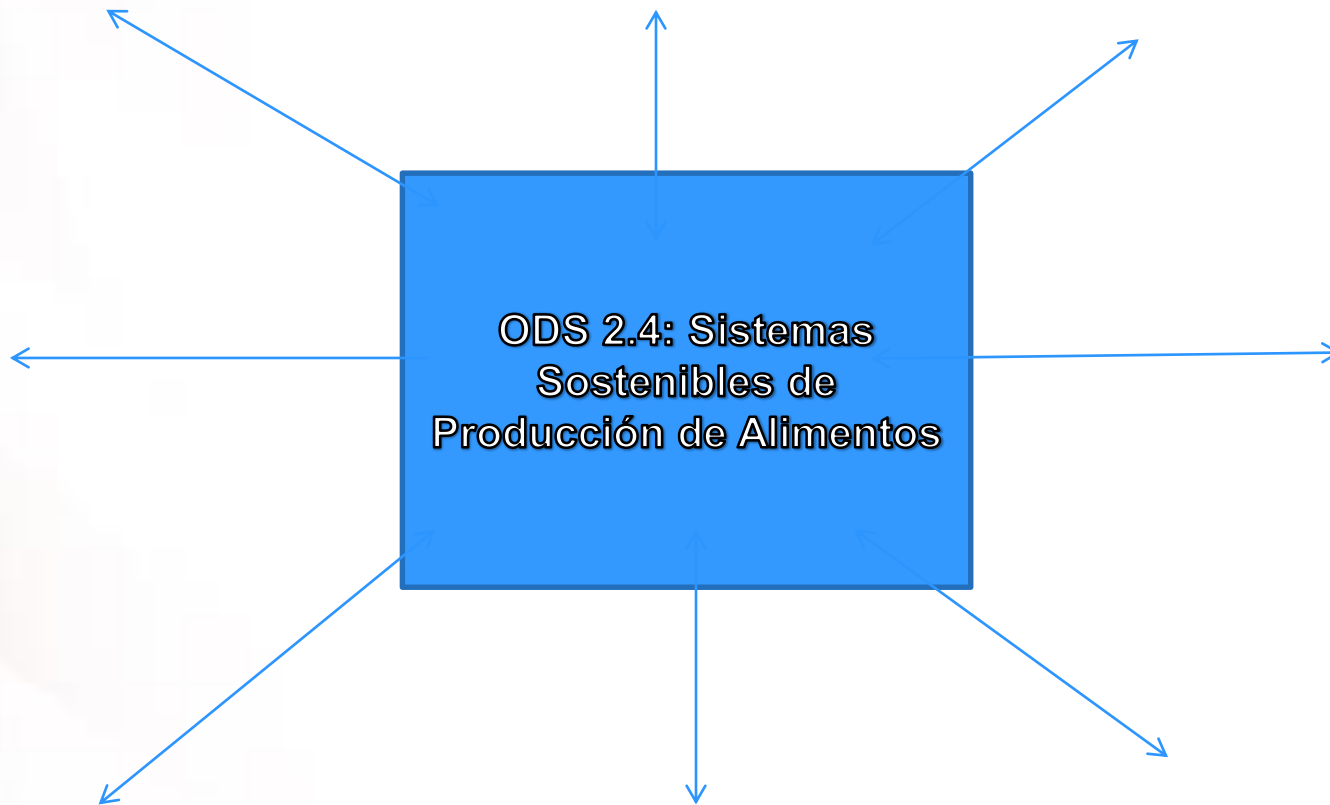 ODS 2.4: Sistemas
Sostenibles de
Producción de Alimentos